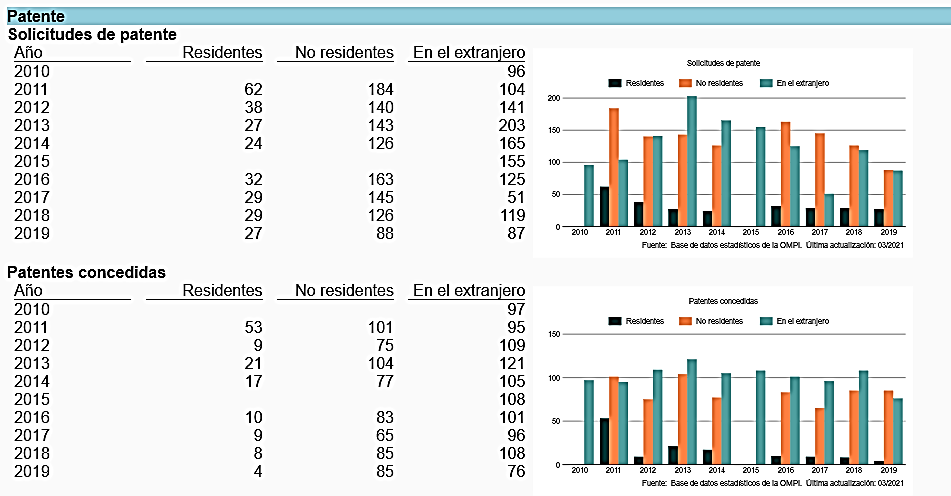 Patente
Solicitudes de patente
Año Residentes No residentes En el extranjero
2010 96
2011 62 184 104
2012 38 140 141
2013 27 143 203
2014 24 126 165
2015 155
2016 32 163 125
2017 29 145 51
2018 29 126 119
2019 27 88 87
Solicitudes de patente
Residentes No residentes En el extranjero
200
150
100
50
0
2010 2011 2012 2013 2014 2015 2016 2017 2018 2019
Fuente: Base de datos estadísticos de la OMPI. Última actualización: 03/2021
Patentes concedidas
Año Residentes No residentes En el extranjero
2010 97
2011 53 101 95
2012 9 75 109
2013 21 104 121
2014 17 77 105
2015 108
2016 10 83 101
2017 9 65 96
2018 8 85 108
2019 4 85 76
Patentes concedidas
Residentes No residentes En el extranjero
150
100
50
0
2010 2011 2012 2013 2014 2015 2016 2017 2018 2019
Fuente: Base de datos estadísticos de la OMPI. Última actualización: 03/2021